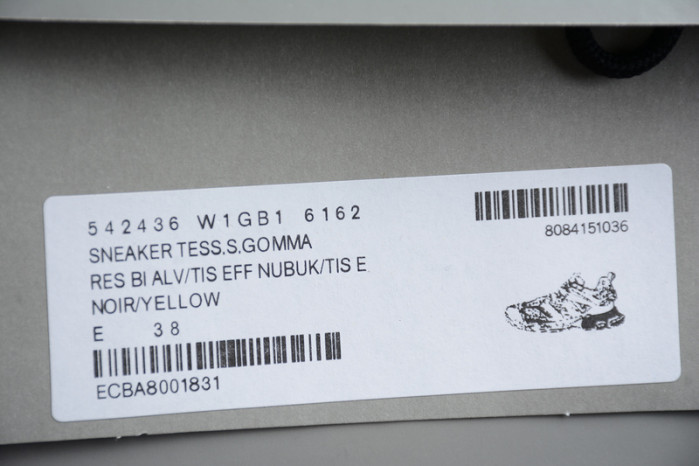 542436 W1GB1 6162
SNEAKER TESS.S.GOMMA
RES BI ALV/TIS EFF NUBUK/TIS E
NOIR/YELLOW
E 38
ECBA8001831
8084151036